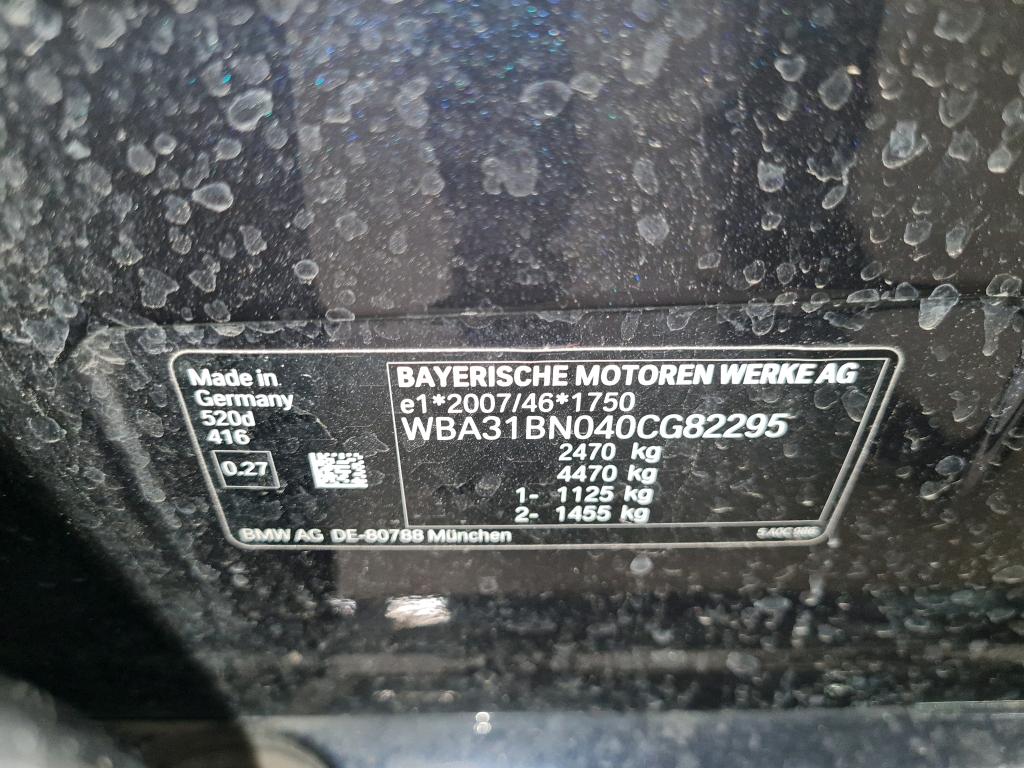 Made in
Germany
520d
416
0.27
BAYERISCHE MOTOREN WERKE AG
e1*2007/46*1750
WBA31BN040CG82295
2470 kg
4470 kg
1- 1125 kg
2- 1455 kg
BMW AG DE-80788 München